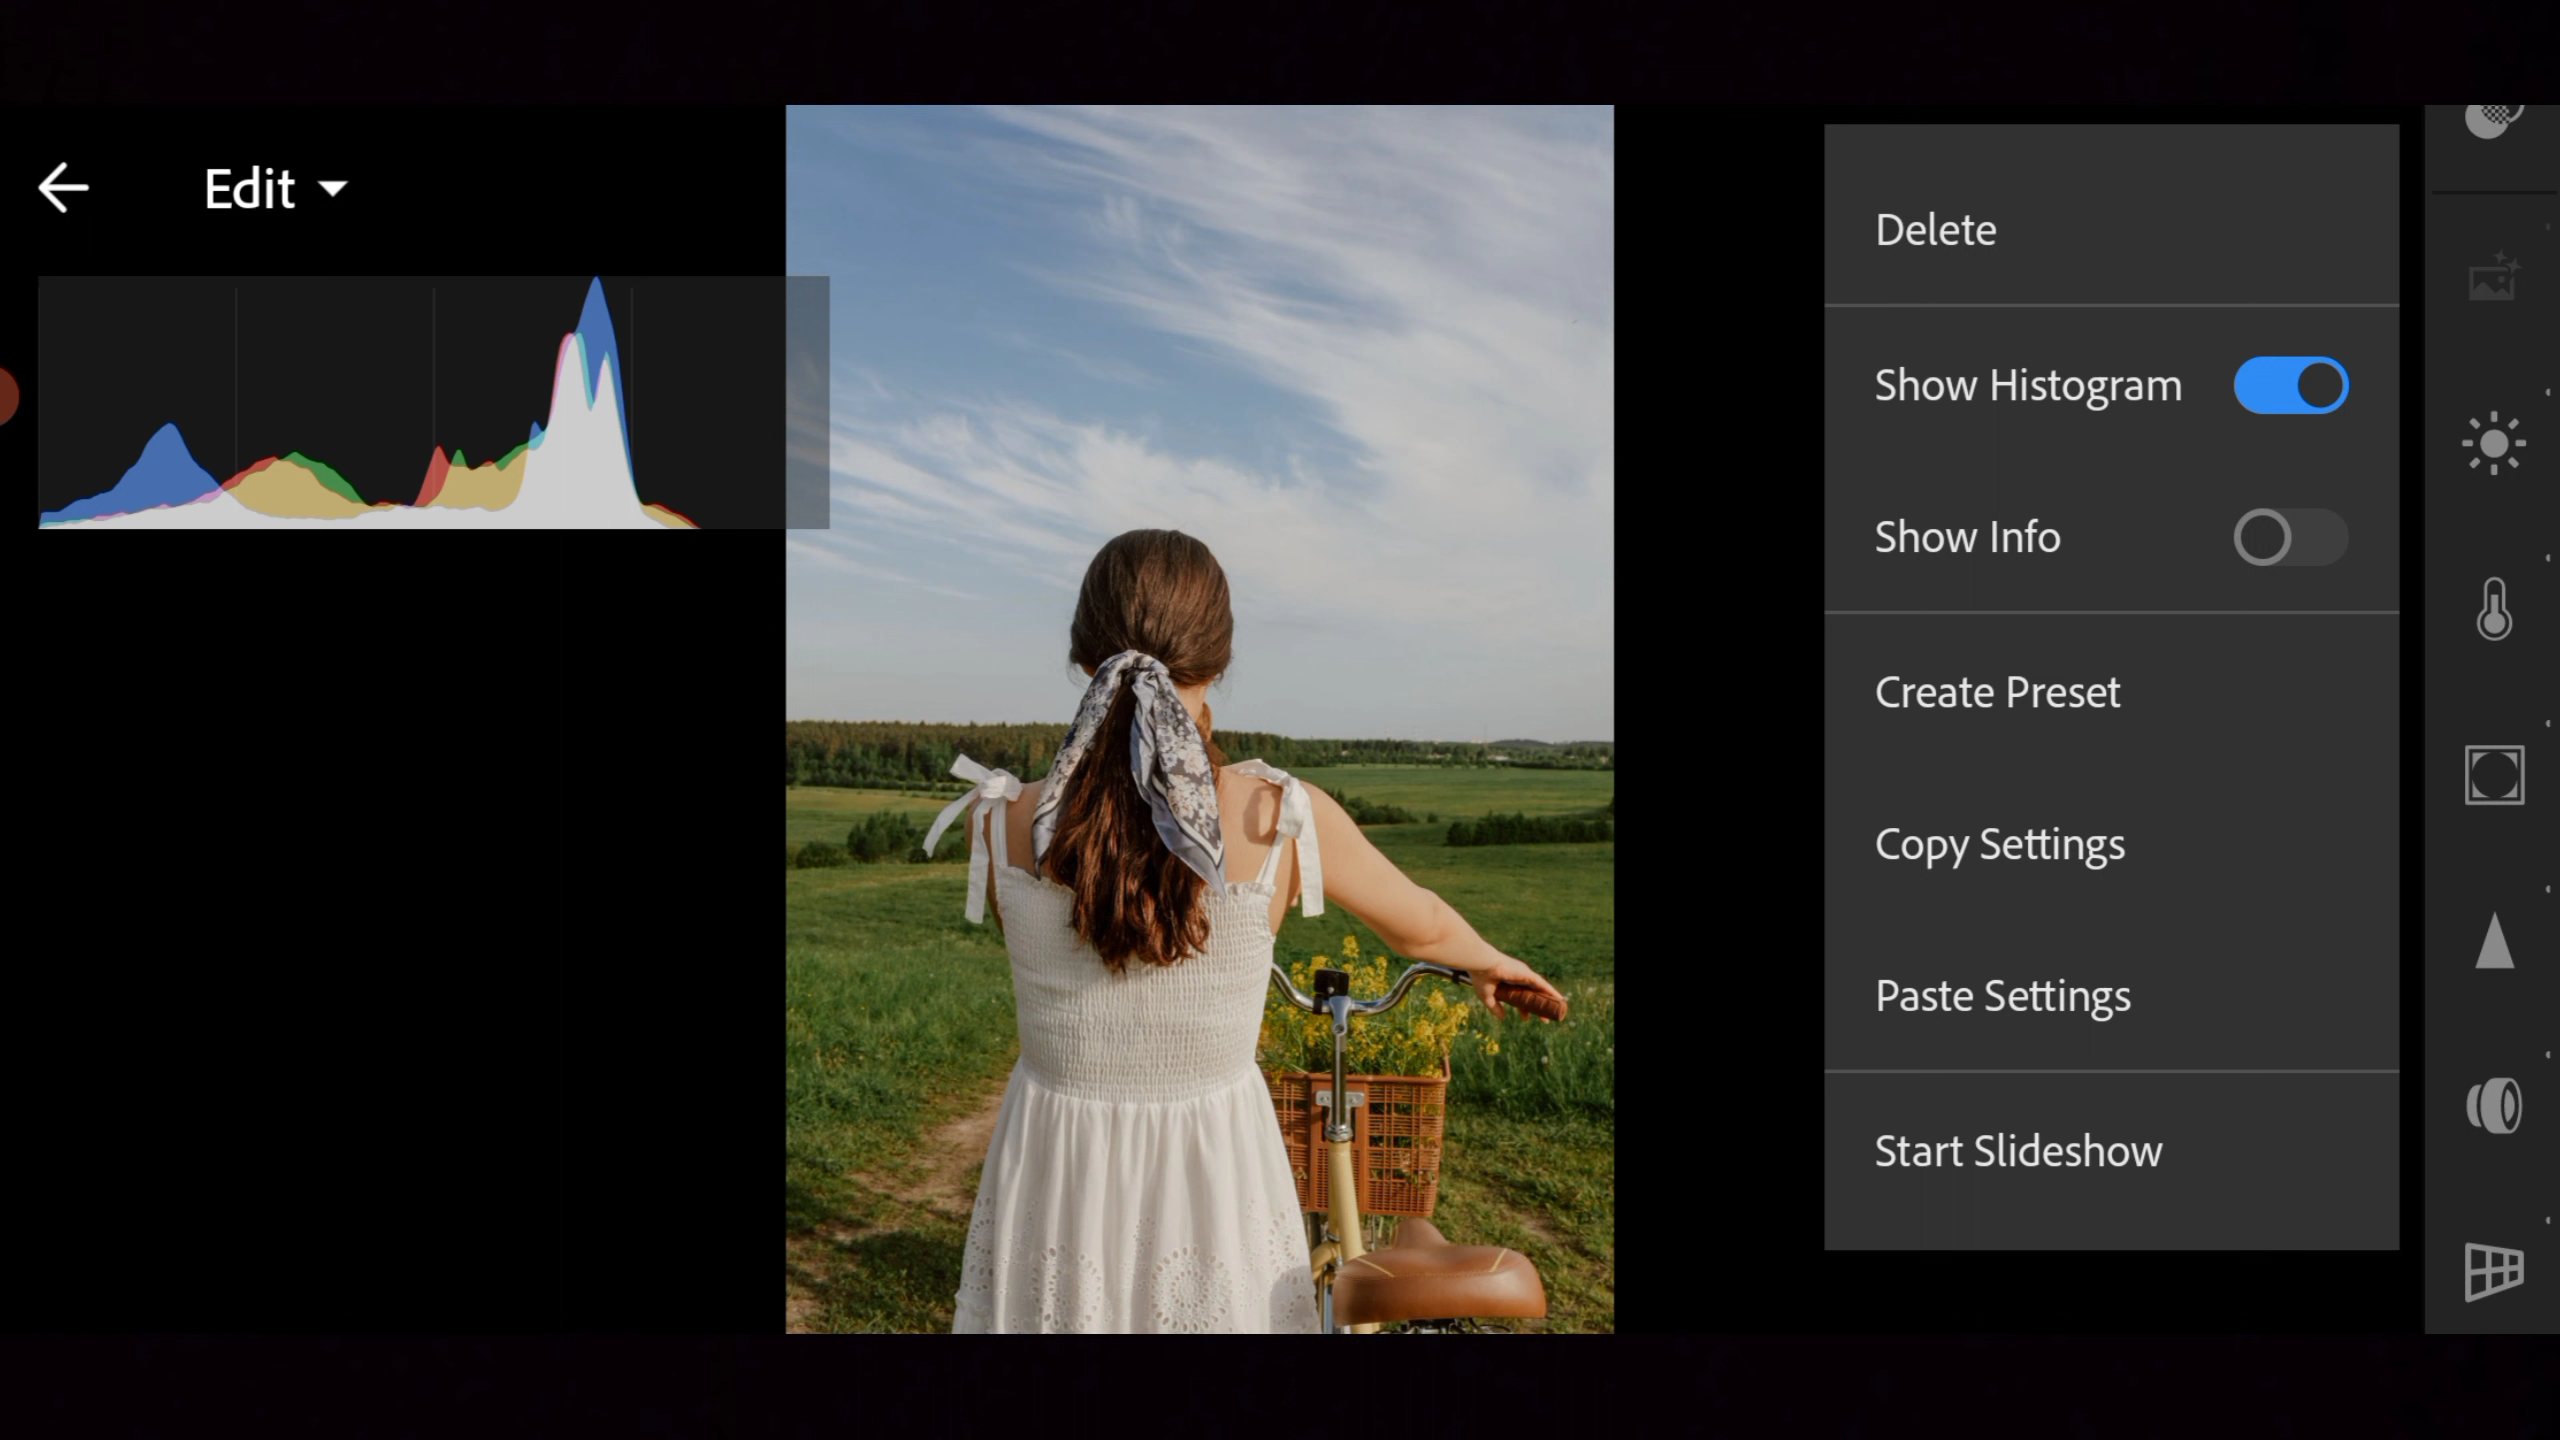 Edit
Delete
Show Histogram
Show Info
Create Preset
Copy Settings
Paste Settings
Start Slideshow